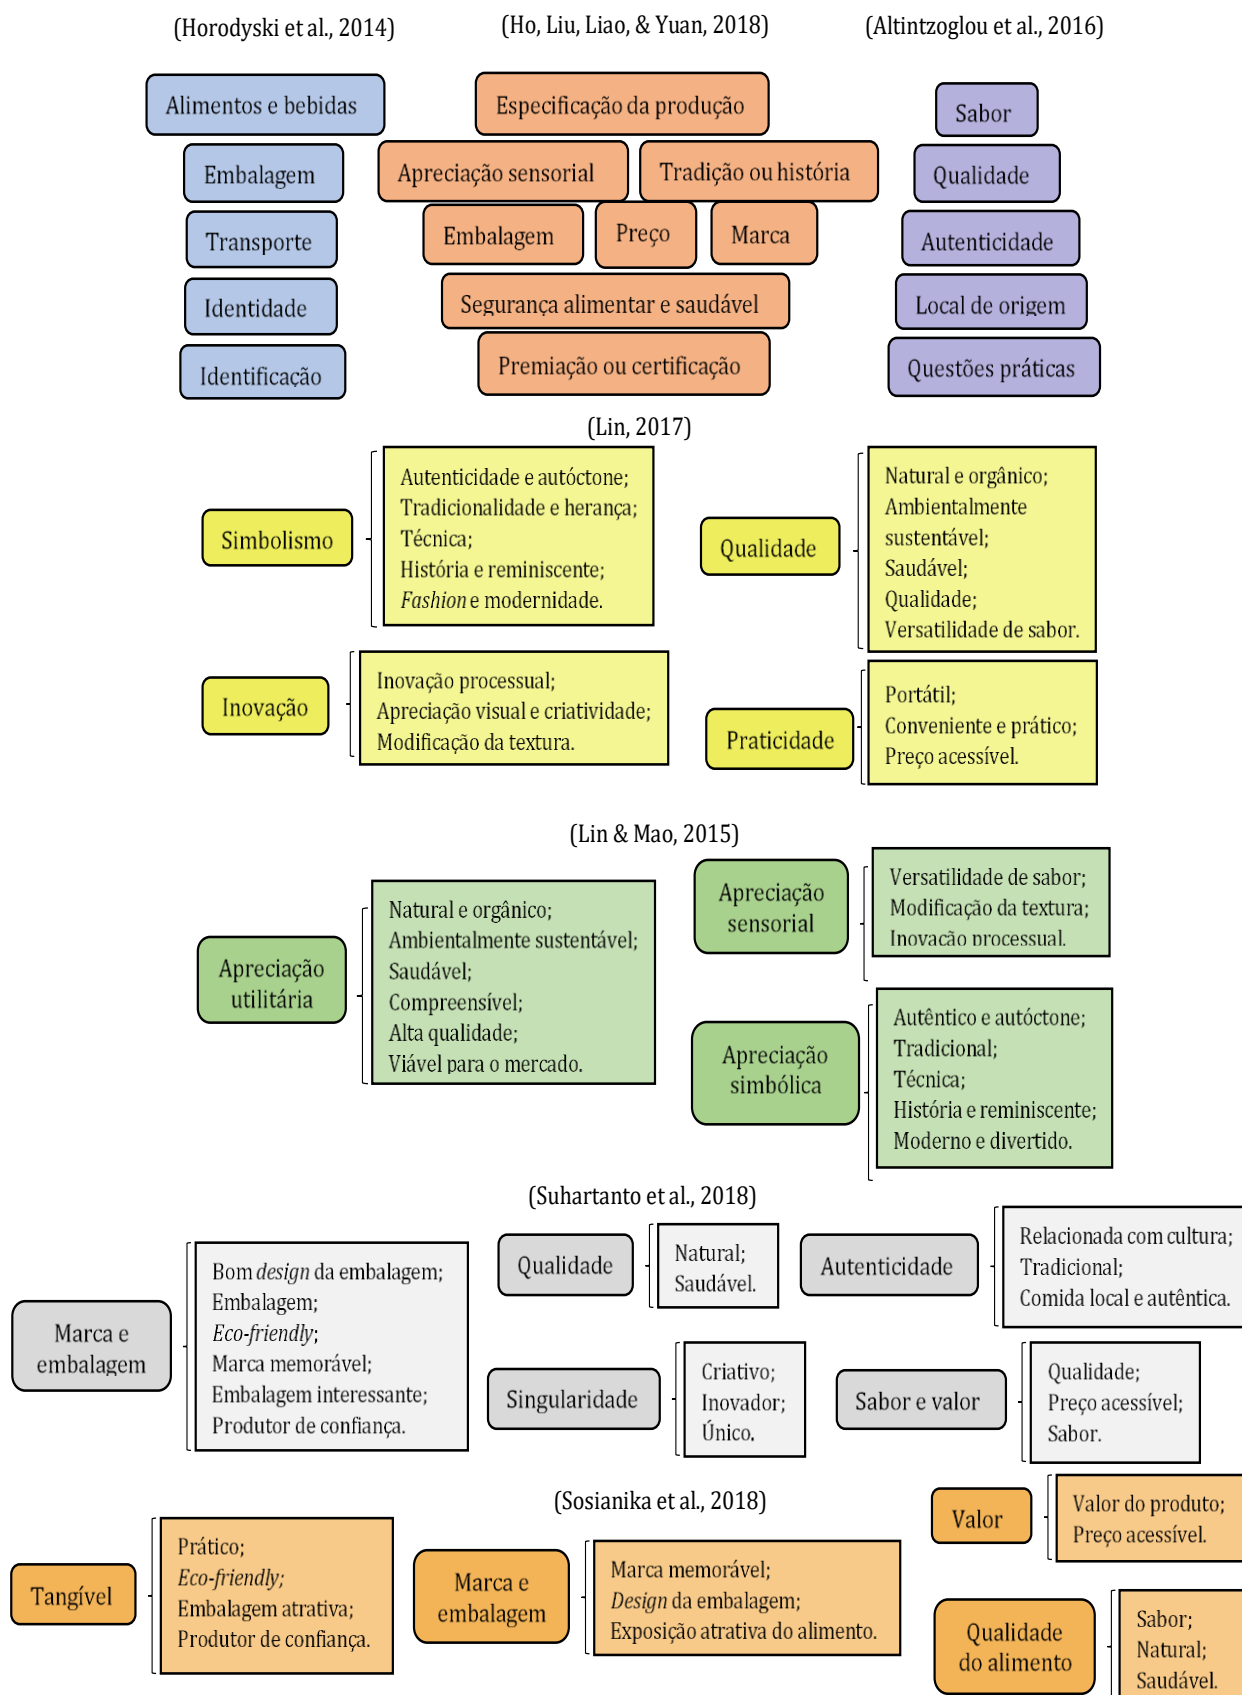 (Horodyski et al., 2014)
Alimentos e bebidas
Embalagem
Transporte
Identidade
Identificação
(Ho, Liu, Liao, & Yuan, 2018)
Especificação da produção
Apreciação sensorial
Tradição ou história
Embalagem
Preço
Marca
Segurança alimentar e saudável
Premiação ou certificação
(Altintzoglou et al., 2016)
Sabor
Qualidade
Autenticidade
Local de origem
Questões práticas
(Lin, 2017)
Simbolismo
Autenticidade e autóctone;
Tradicionalidade e herança;
Técnica;
História e reminiscente;
Fashion e modernidade.
Qualidade
Natural e orgânico;
Ambientalmente
sustentável;
Saudável;
Qualidade;
Versatilidade de sabor.
Inovação
Inovação processual;
Apreciação visual e criatividade;
Modificação da textura.
Praticidade
Portátil;
Conveniente e prático;
Preço acessível.
(Lin & Mao, 2015)
Apreciação
utilitária
Natural e orgânico;
Ambientalmente sustentável;
Saudável;
Compreensível;
Alta qualidade;
Viável para o mercado.
Apreciação
sensorial
Versatilidade de sabor;
Modificação da textura;
Inovação processual.
Apreciação
simbólica
Autêntico e autóctone;
Tradicional;
Técnica;
História e reminiscente;
Moderno e divertido.
(Suhartanto et al., 2018)
Marca e
embalagem
Bom design da embalagem;
Embalagem;
Eco-friendly;
Marca memorável;
Embalagem interessante;
Produtor de confiança.
Qualidade
Natural;
Saudável.
Autenticidade
Relacionada com cultura;
Tradicional;
Comida local e autêntica.
Singularidade
Criativo;
Inovador;
Único.
Sabor e valor
Qualidade;
Preço acessível;
Sabor.
(Sosianika et al., 2018)
Tangível
Prático;
Eco-friendly;
Embalagem atrativa;
Produtor de confiança.
Marca e
embalagem
Marca memorável;
Design da embalagem;
Exposição atrativa do alimento.
Valor
Valor do produto;
Preço acessível.
Qualidade
do alimento
Sabor;
Natural;
Saudável.